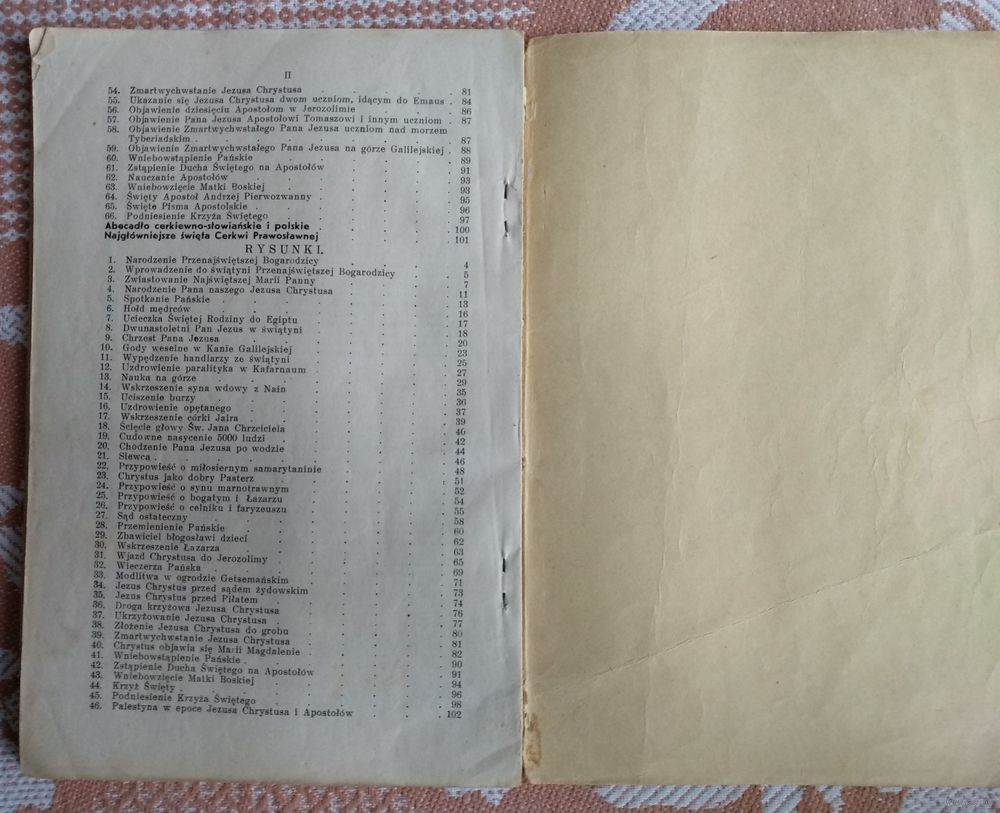 II
54. Zmartwychwstanie Jezusa Chrystusa . . . . . 81
55. Ukazanie się Jezusa Chrystusa dwom uczniom, idącym do Emaus . 84
56. Objawienie dziesięciu Apostołom w Jerozolimie . . . 86
57. Objawienie Pana Jezusa Apostołowi Tomaszowi i innym uczniom . 87
58. Objawienie Zmartwychwstałego Pana Jezusa uczniom nad morzem
Tyberiadskim . . . . . . . . 87
59. Objawienie Zmartwychwstałego Pana Jezusa na górze Galilejskiej . 88
60. Wniebowstąpienie Pańskie . . . . . . 89
61. Zstąpienie Ducha Świętego na Apostołów . . . . 91
62. Nauczanie Apostołów . . . . . . . 93
63. Wniebowzięcie Matki Boskiej . . . . . . 93
64. Święty Apostoł Andrzej Pierwozwanny . . . . . 95
65. Święte Pisma Apostolskie . . . . . . . 96
66. Podniesienie Krzyża Świętego . . . . . . 97
Abecadło cerkiewno-słowiańskie i polskie . . . . . 100
Najgłówniejsze święta Cerkwi Prawosławnej . . . . 101
RYSUNKI.
1. Narodzenie Przenajświętszej Bogarodzicy . . . . 4
2. Wprowadzenie do świątyni Przenajświętszej Bogarodzicy . . 5
3. Zwiastowanie Najświętszej Marii Panny . . . . 7
4. Narodzenie Pana naszego Jezusa Chrystusa . . . . 11
5. Spotkanie Pańskie . . . . . . . . 13
6. Hołd mędrców . . . . . . . . 16
7. Ucieczka Świętej Rodziny do Egiptu . . . . . 17
8. Dwunastoletni Pan Jezus w świątyni . . . . . 18
9. Chrzest Pana Jezusa . . . . . . . 20
10. Gody weselne w Kanie Galilejskiej . . . . . 23
11. Wypędzenie handlarzy ze świątyni . . . . . 25
12. Uzdrowienie paralityka w Kafarnaum . . . . . 27
13. Nauka na górze . . . . . . . . 29
14. Wskrzeszenie syna wdowy z Nain . . . . . 35
15. Uciszenie burzy . . . . . . . . 36
16. Uzdrowienie opętanego . . . . . . . 37
17. Wskrzeszenie córki Jaira . . . . . . . 39
18. Ścięcie głowy Św. Jana Chrzciciela . . . . . 40
19. Cudowne nasycenie 5000 ludzi . . . . . . 42
20. Chodzenie Pana Jezusa po wodzie . . . . . 44
21. Siewca . . . . . . . . . . 46
22. Przypowieść o miłosiernym samarytaninie . . . . 48
23. Chrystus jako dobry Pasterz . . . . . . 51
24. Przypowieść o synu marnotrawnym . . . . . 52
25. Przypowieść o bogatym i Łazarzu . . . . . 54
26. Przypowieść o celniku i faryzeuszu . . . . . 55
27. Sąd ostateczny . . . . . . . . 58
28. Przemienienie Pańskie . . . . . . . 60
29. Zbawiciel błogosławi dzieci . . . . . . 62
30. Wskrzeszenie Łazarza . . . . . . . 63
31. Wjazd Chrystusa do Jerozolimy . . . . . 65
32. Wieczerza Pańska . . . . . . . . 69
33. Modlitwa w ogrodzie Getsemańskim . . . . . 71
34. Jezus Chrystus przed sądem żydowskim . . . . 73
35. Jezus Chrystus przed Piłatem . . . . . . 74
36. Droga krzyżowa Jezusa Chrystusa . . . . . 76
37. Ukrzyżowanie Jezusa Chrystusa . . . . . . 77
38. Złożenie Jezusa Chrystusa do grobu . . . . . 80
39. Zmartwychwstanie Jezusa Chrystusa . . . . . 81
40. Chrystus objawia się Marii Magdalenie . . . . . 82
41. Wniebowstąpienie Pańskie . . . . . . . 90
42. Zstąpienie Ducha Świętego na Apostołów . . . . 91
43. Wniebowzięcie Matki Boskiej . . . . . . 94
44. Krzyż Święty . . . . . . . . . 96
45. Podniesienie Krzyża Świętego . . . . . . 98
46. Palestyna w epoce Jezusa Chrystusa i Apostołów . . . 102